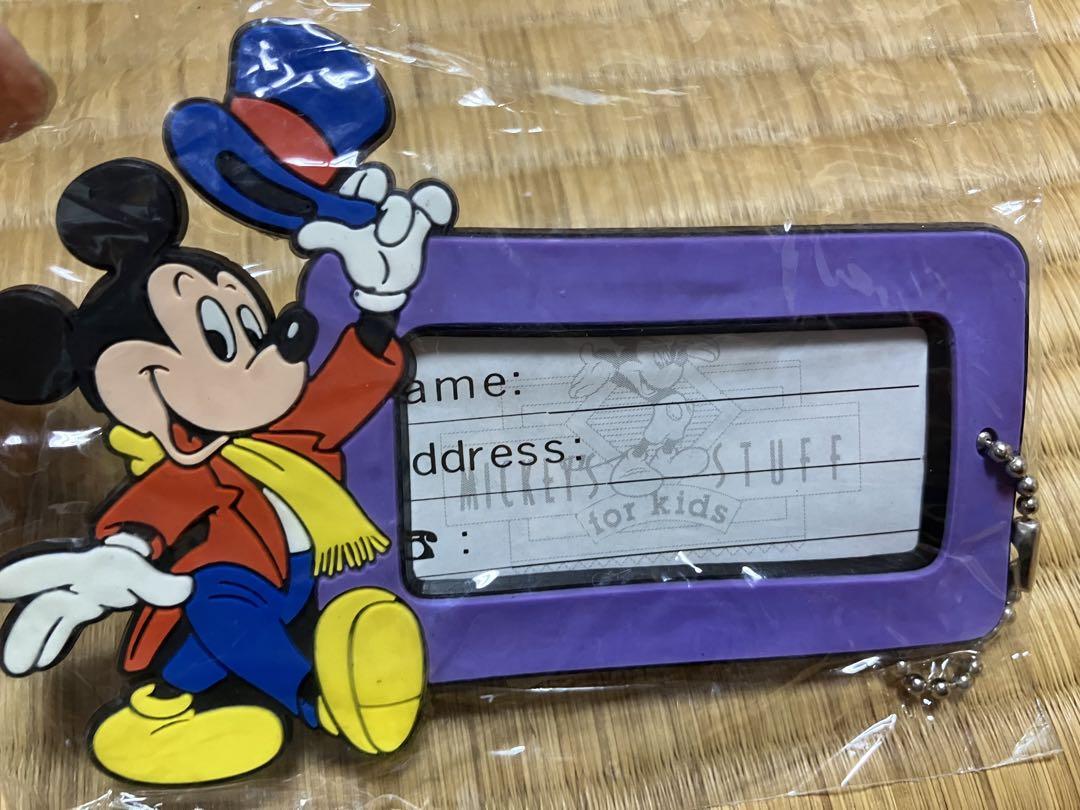 ame:
ddress:
MICKEY'S STUFF
for kids
☎ :